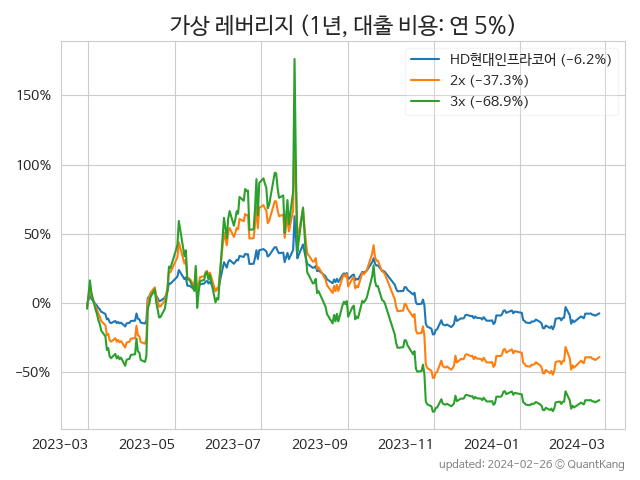 가상 레버리지 (1년, 대출 비용: 연 5%)
HD현대인프라코어 (−6.2%)
2x (−37.3%)
3x (−68.9%)
150%
100%
50%
0%
−50%
2023-03 2023-05 2023-07 2023-09 2023-11 2024-01 2024-03
updated: 2024-02-26 © QuantKang